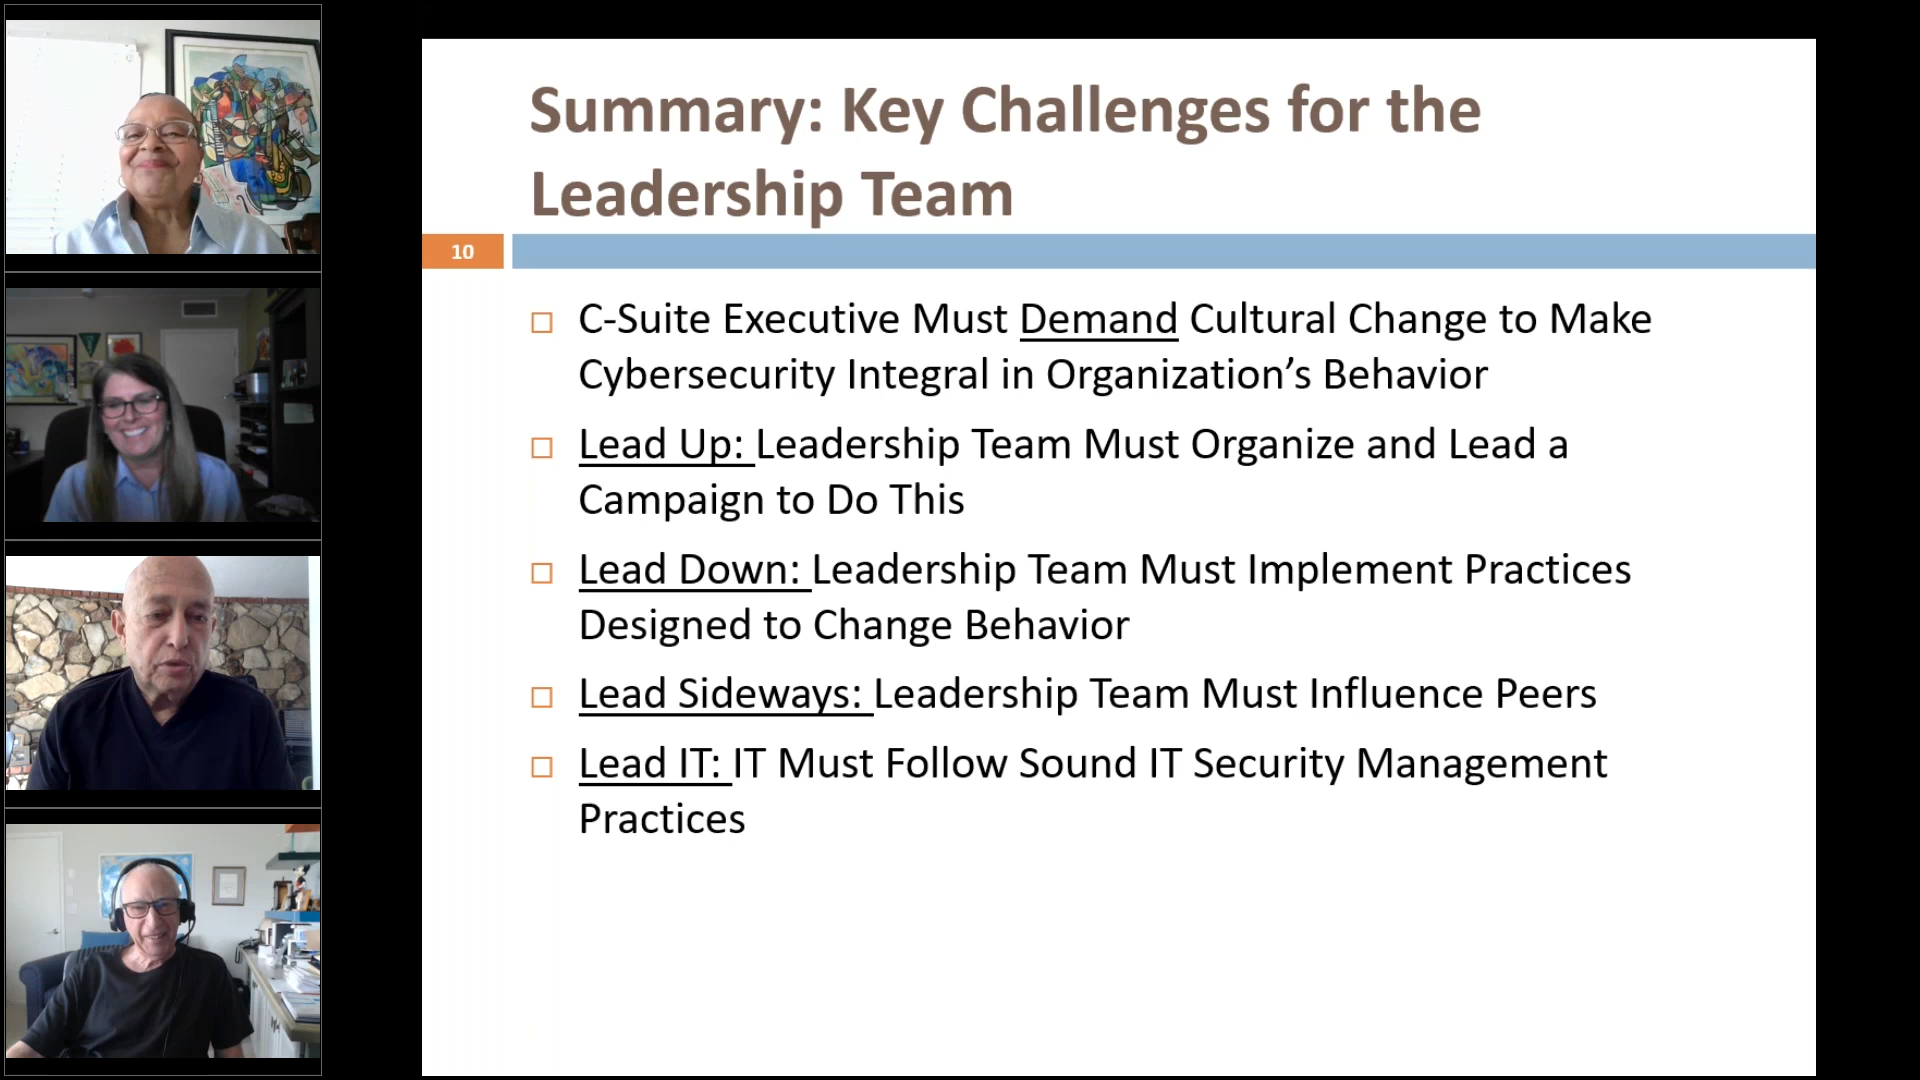 Summary: Key Challenges for the
Leadership Team
10
C-Suite Executive Must Demand Cultural Change to Make
Cybersecurity Integral in Organization’s Behavior
Lead Up: Leadership Team Must Organize and Lead a
Campaign to Do This
Lead Down: Leadership Team Must Implement Practices
Designed to Change Behavior
Lead Sideways: Leadership Team Must Influence Peers
Lead IT: IT Must Follow Sound IT Security Management
Practices